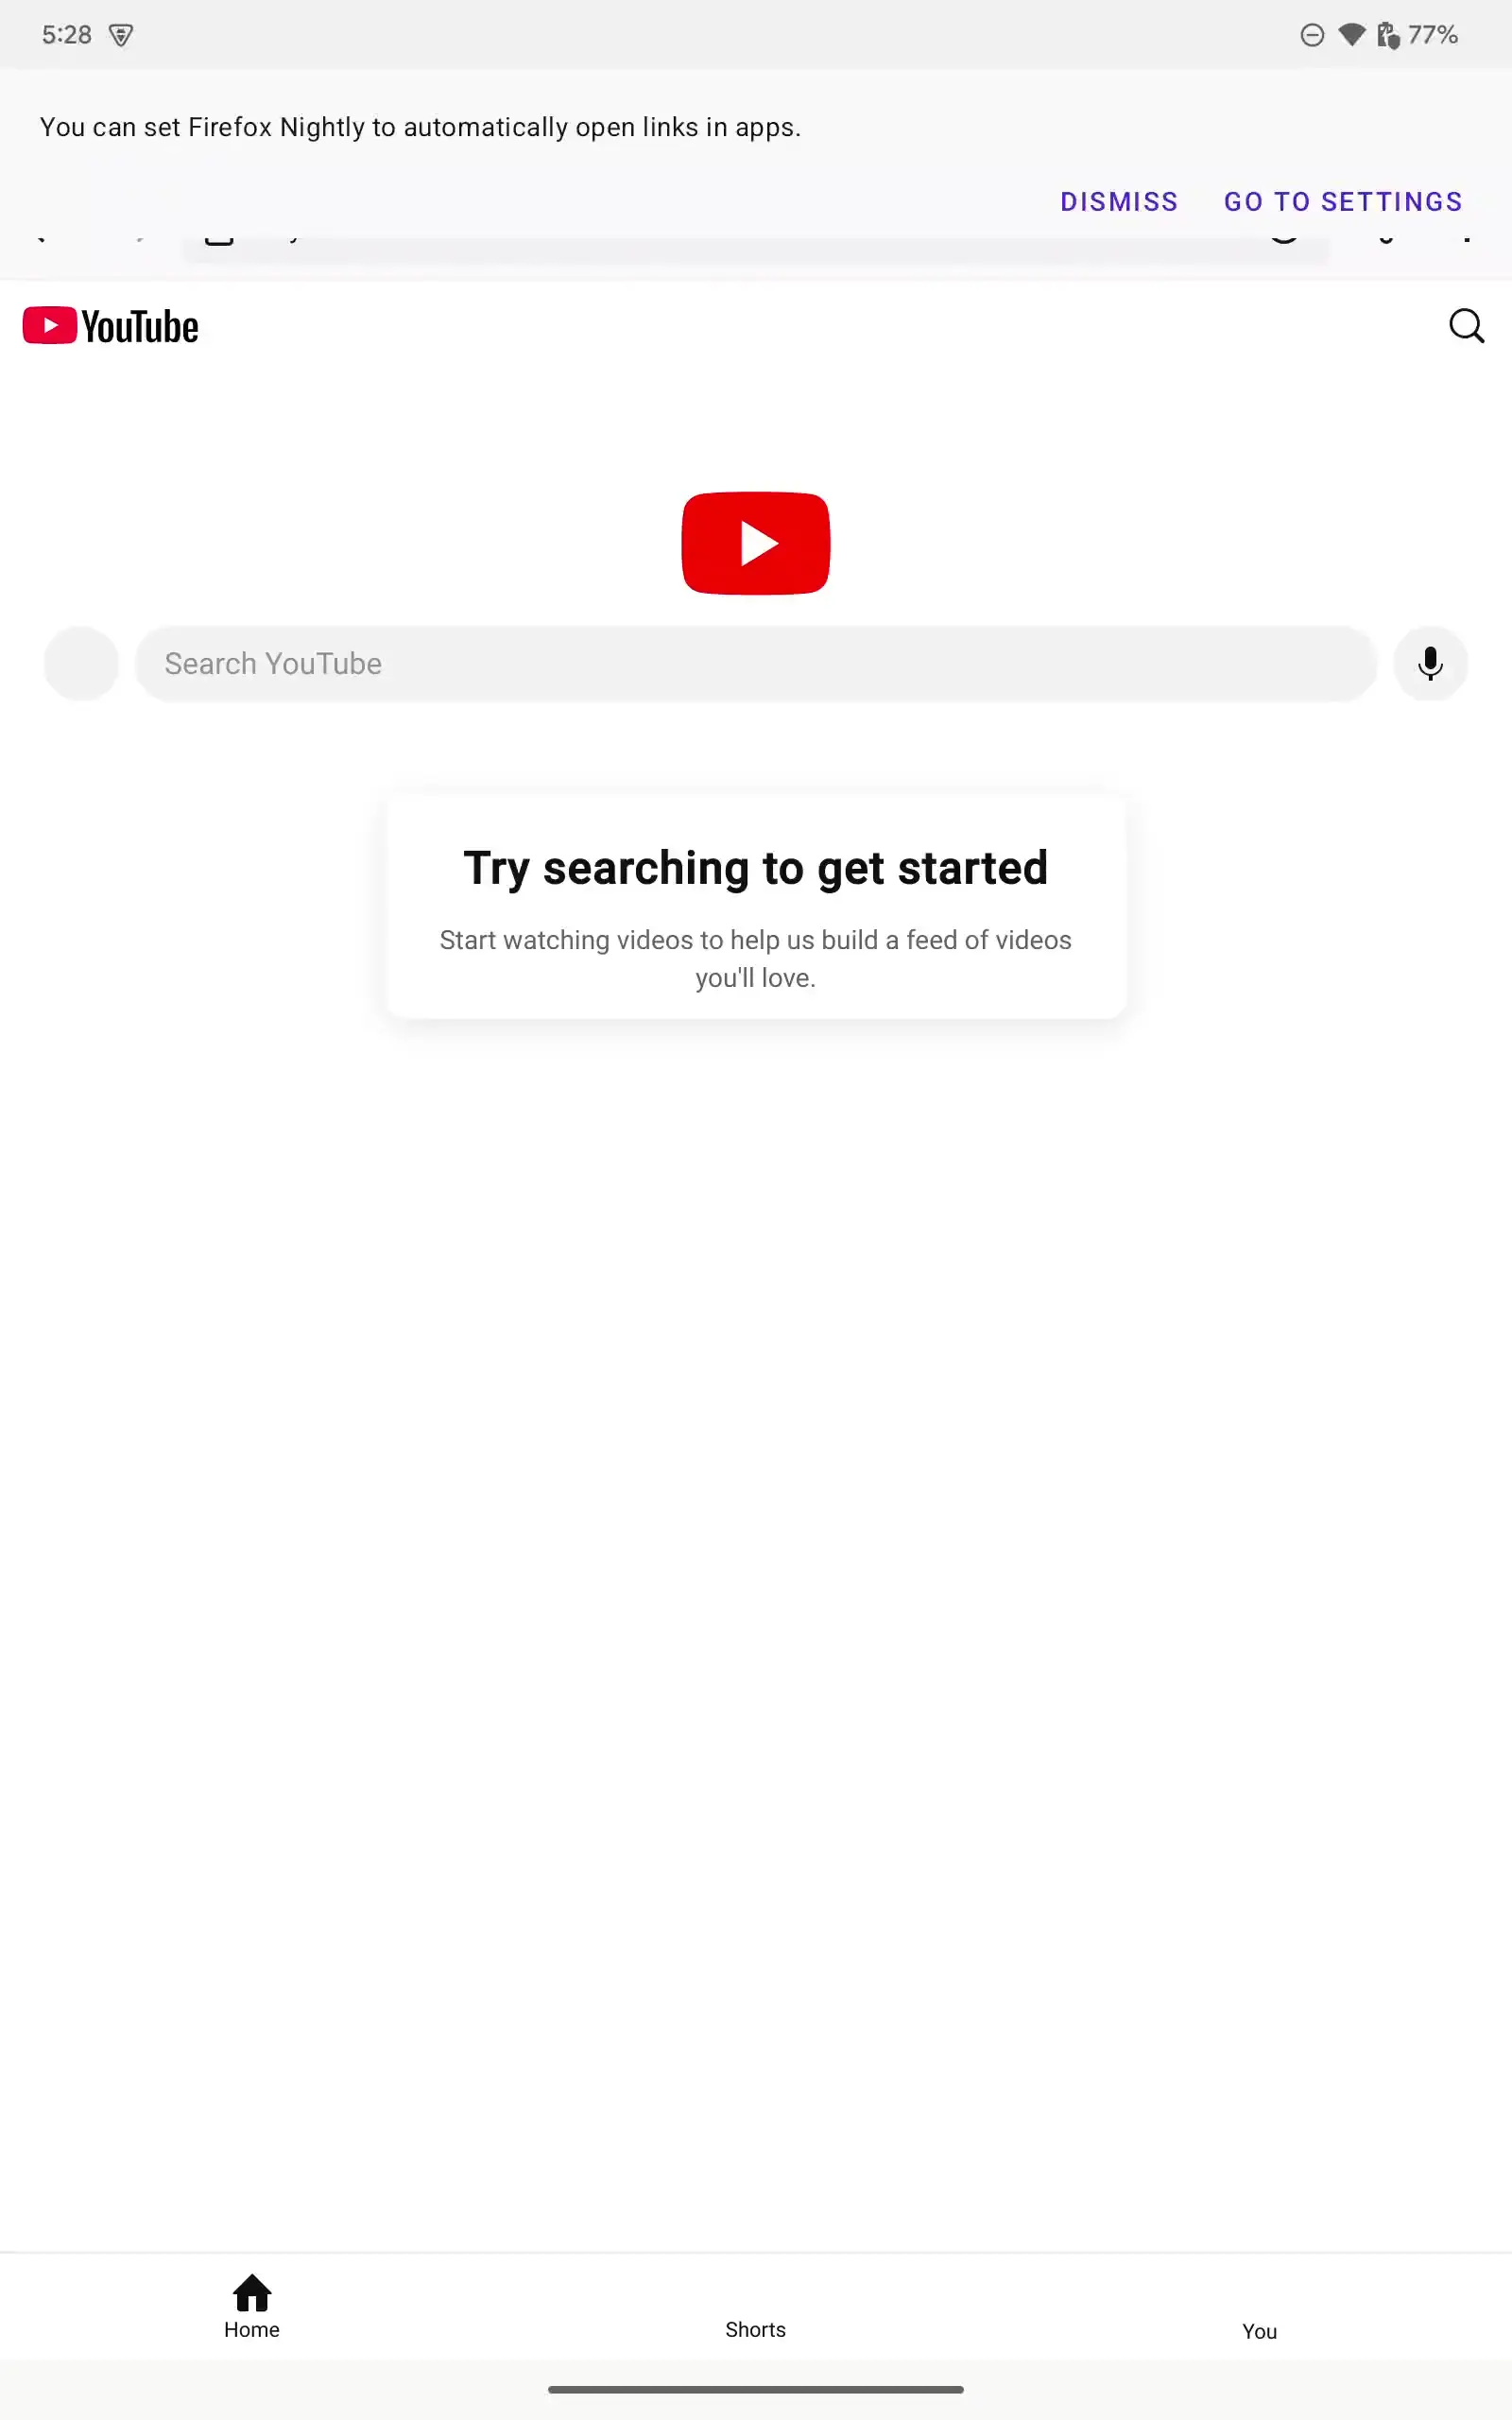 5:28
77%
You can set Firefox Nightly to automatically open links in apps.
DISMISS GO TO SETTINGS
YouTube
Search YouTube
Try searching to get started
Start watching videos to help us build a feed of videos
you'll love.
Home
Shorts
You